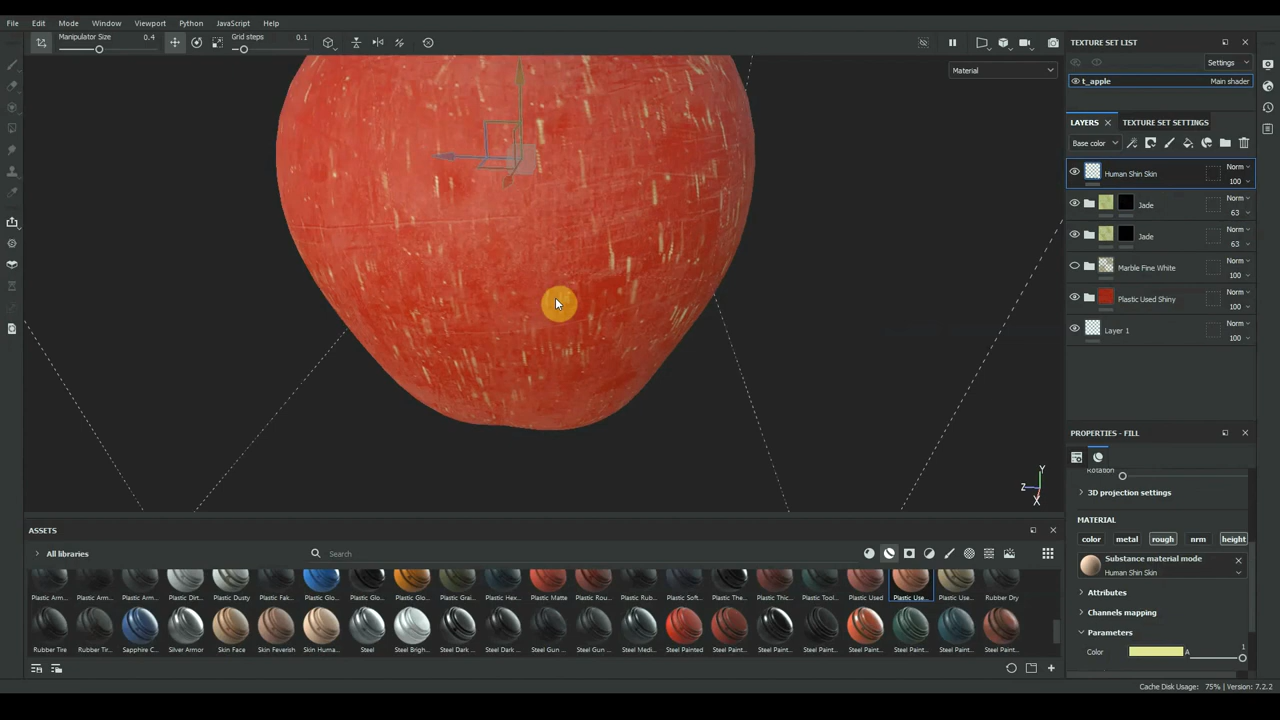 File Edit Mode Window Viewport Python JavaScript Help
Manipulator Size 0.4 Grid steps 0.1
Material
TEXTURE SET LIST
Settings
t_apple Main shader
LAYERS TEXTURE SET SETTINGS
Base color
Human Shin Skin Norm 100
Jade Norm 63
Jade Norm 63
Marble Fine White Norm 100
Plastic Used Shiny Norm 100
Layer 1 Norm 100
PROPERTIES - FILL
Rotation
3D projection settings
MATERIAL
color metal rough nrm height
Substance material mode
Human Shin Skin
Attributes
Channels mapping
Parameters
Color A 1
Y
Z
X
ASSETS
All libraries Search
Plastic Arm... Plastic Arm... Plastic Arm... Plastic Dirt... Plastic Dusty Plastic Fak... Plastic Glo... Plastic Glo... Plastic Glo... Plastic Grai... Plastic Hex... Plastic Matte Plastic Rou... Plastic Rub... Plastic Soft... Plastic The... Plastic Thic... Plastic Tool... Plastic Used Plastic Use... Plastic Use... Rubber Dry
Rubber Tire Rubber Tir... Sapphire C... Silver Armor Skin Face Skin Feverish Skin Huma... Steel Steel Brigh... Steel Dark ... Steel Dark ... Steel Gun ... Steel Gun ... Steel Medi... Steel Painted Steel Paint... Steel Paint... Steel Paint... Steel Paint... Steel Paint... Steel Paint... Steel Paint...
Cache Disk Usage: 75% | Version: 7.2.2